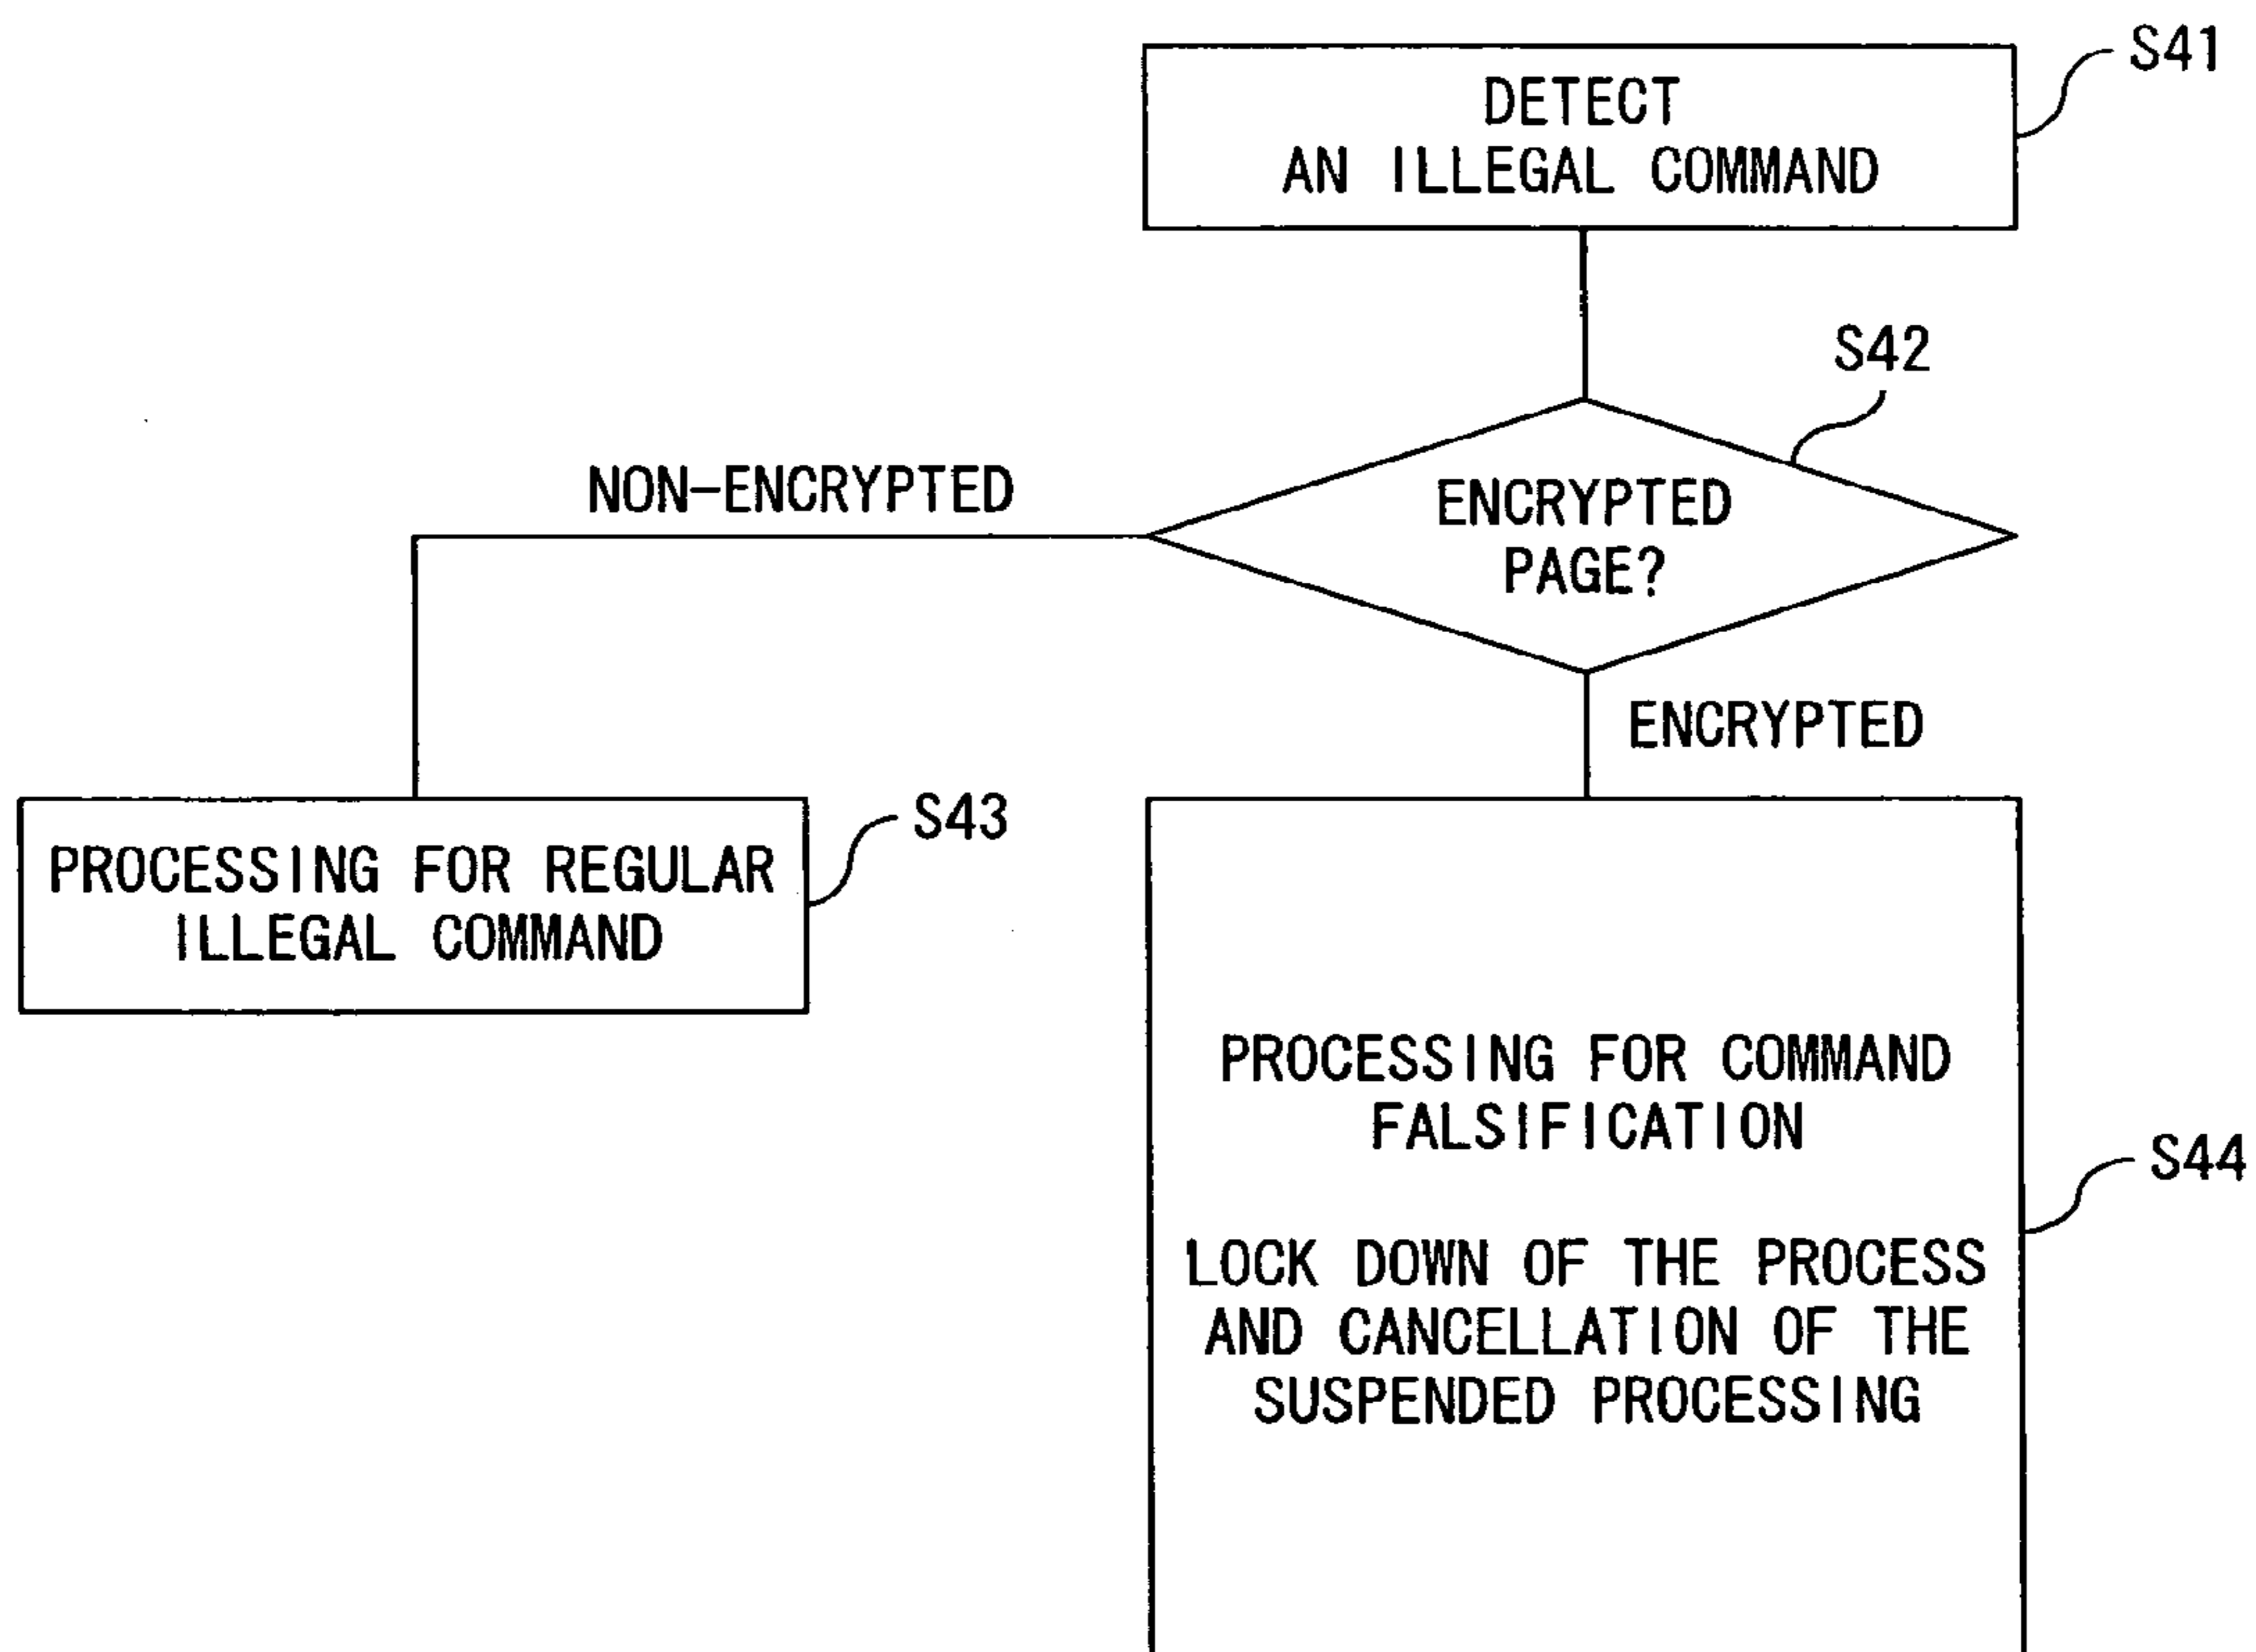 S41
DETECT
AN ILLEGAL COMMAND
S42
NON-ENCRYPTED
ENCRYPTED
PAGE?
ENCRYPTED
S43
PROCESSING FOR REGULAR
ILLEGAL COMMAND
PROCESSING FOR COMMAND
FALSIFICATION
S44
LOCK DOWN OF THE PROCESS
AND CANCELLATION OF THE
SUSPENDED PROCESSING